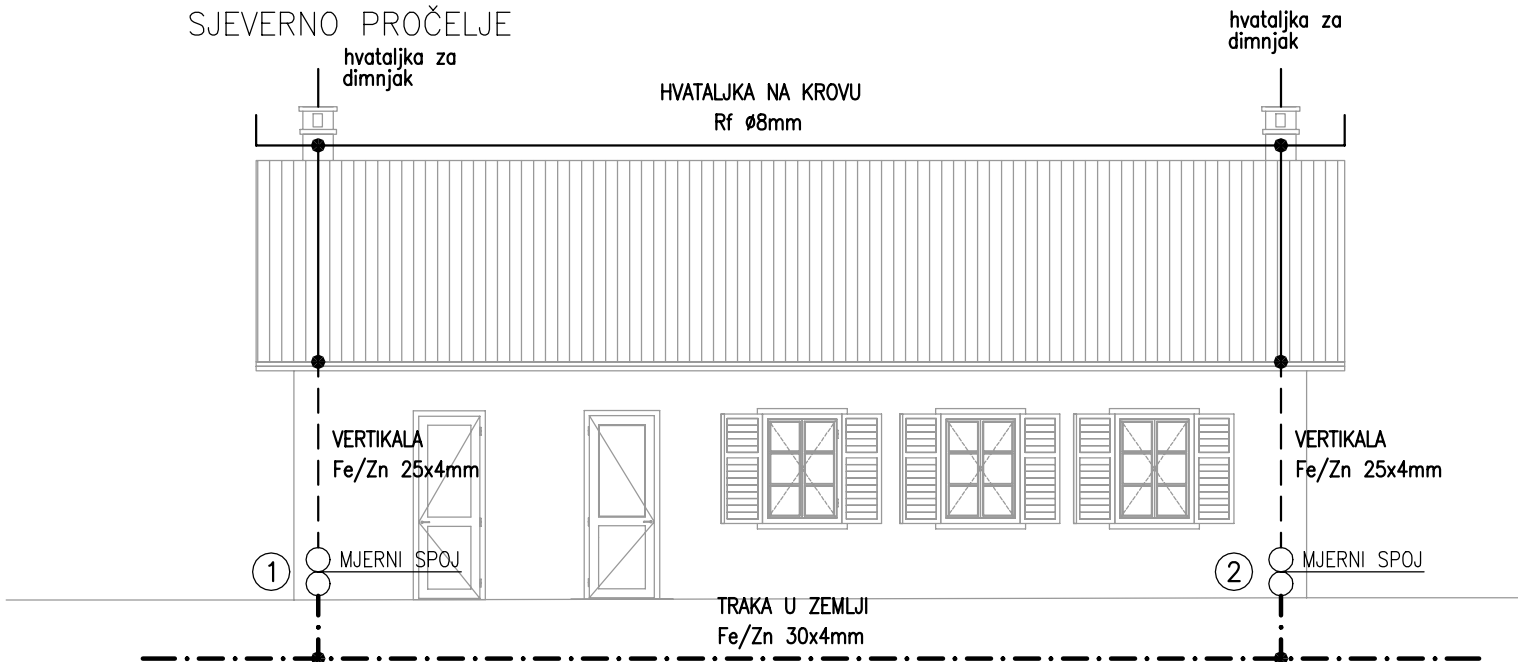 SJEVERNO PROČELJE
hvataljka za
dimnjak
hvataljka za
dimnjak
HVATALJKA NA KROVU
Rf Ø8mm
VERTIKALA
Fe/Zn 25x4mm
VERTIKALA
Fe/Zn 25x4mm
1
MJERNI SPOJ
2
MJERNI SPOJ
TRAKA U ZEMLJI
Fe/Zn 30x4mm